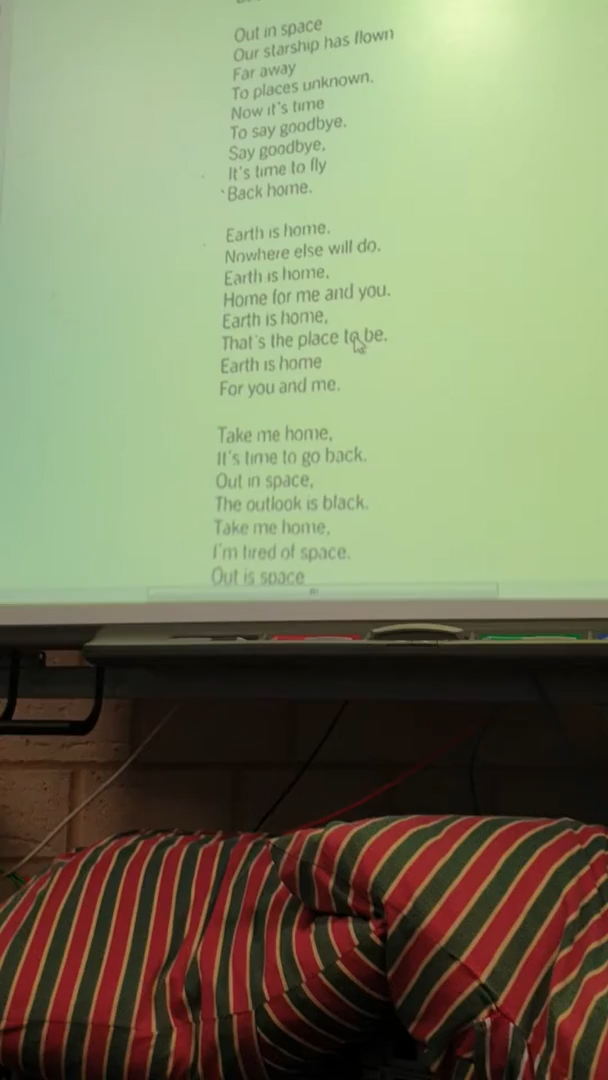 Out in space
Our starship has flown
Far away
To places unknown.
Now it's time
To say goodbye.
Say goodbye,
It's time to fly
Back home.
Earth is home.
Nowhere else will do.
Earth is home,
Home for me and you.
Earth is home,
That's the place to be.
Earth is home
For you and me.
Take me home,
It's time to go back.
Out in space,
The outlook is black.
Take me home,
I'm tired of space.
Out is space